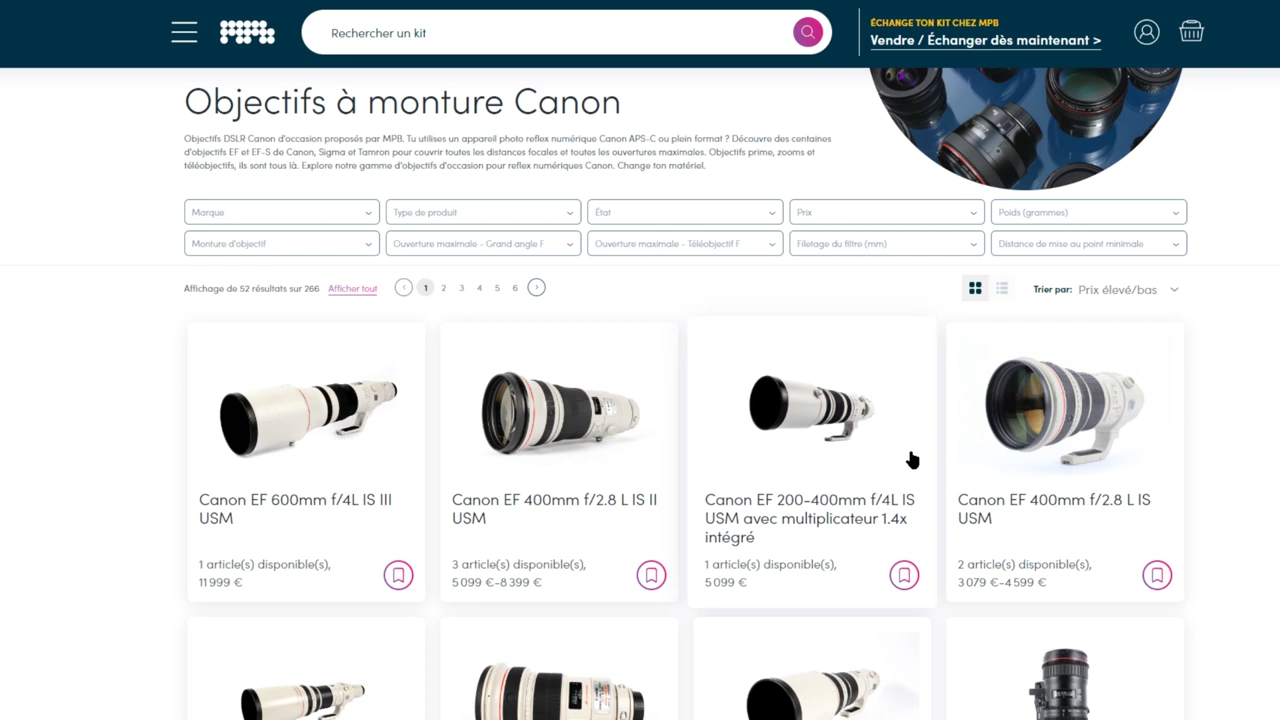 mpb
Rechercher un kit
ÉCHANGE TON KIT CHEZ MPB
Vendre / Échanger dès maintenant >
Objectifs à monture Canon
Objectifs DSLR Canon d'occasion proposés par MPB. Tu utilises un appareil photo reflex numérique Canon APS-C ou plein format ? Découvre des centaines
d'objectifs EF et EF-S de Canon, Sigma et Tamron pour couvrir toutes les distances focales et toutes les ouvertures maximales. Objectifs prime, zooms et
téléobjectifs, ils sont tous là. Explore notre gamme d'objectifs d'occasion pour reflex numériques Canon. Change ton matériel.
Marque
Type de produit
État
Prix
Poids (grammes)
Monture d'objectif
Ouverture maximale - Grand angle F
Ouverture maximale - Téléobjectif F
Filetage du filtre (mm)
Distance de mise au point minimale
Affichage de 52 résultats sur 266 Afficher tout
1 2 3 4 5 6
Trier par: Prix élevé/bas
Canon EF 600mm f/4L IS III
USM
1 article(s) disponible(s),
11 999 €
Canon EF 400mm f/2.8 L IS II
USM
3 article(s) disponible(s),
5 099 €-8 399 €
Canon EF 200-400mm f/4L IS
USM avec multiplicateur 1.4x
intégré
1 article(s) disponible(s),
5 099 €
Canon EF 400mm f/2.8 L IS
USM
2 article(s) disponible(s),
3 079 €-4 599 €